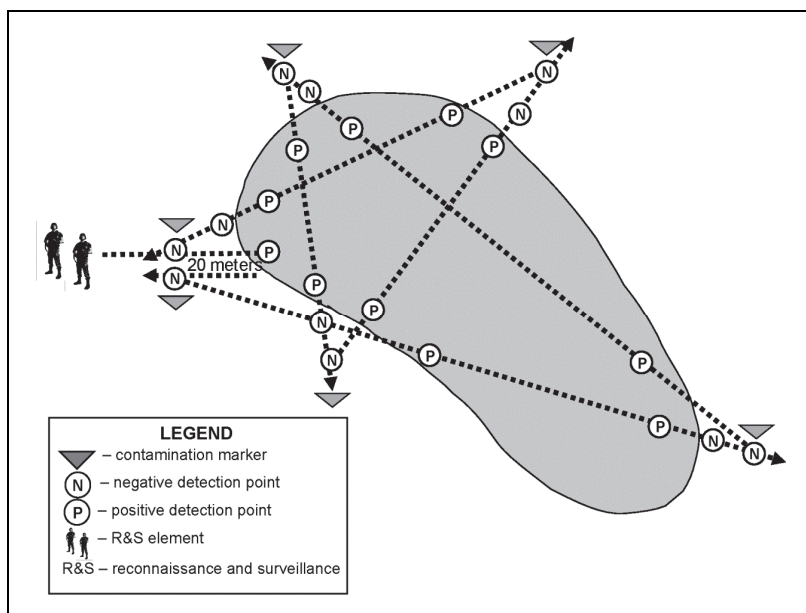 N
N
N
P
N
P
P
P
P
N
N
P
20 meters
N
P
P
N
P
N
P
P
N
N
LEGEND
– contamination marker
N – negative detection point
P – positive detection point
– R&S element
R&S – reconnaissance and surveillance